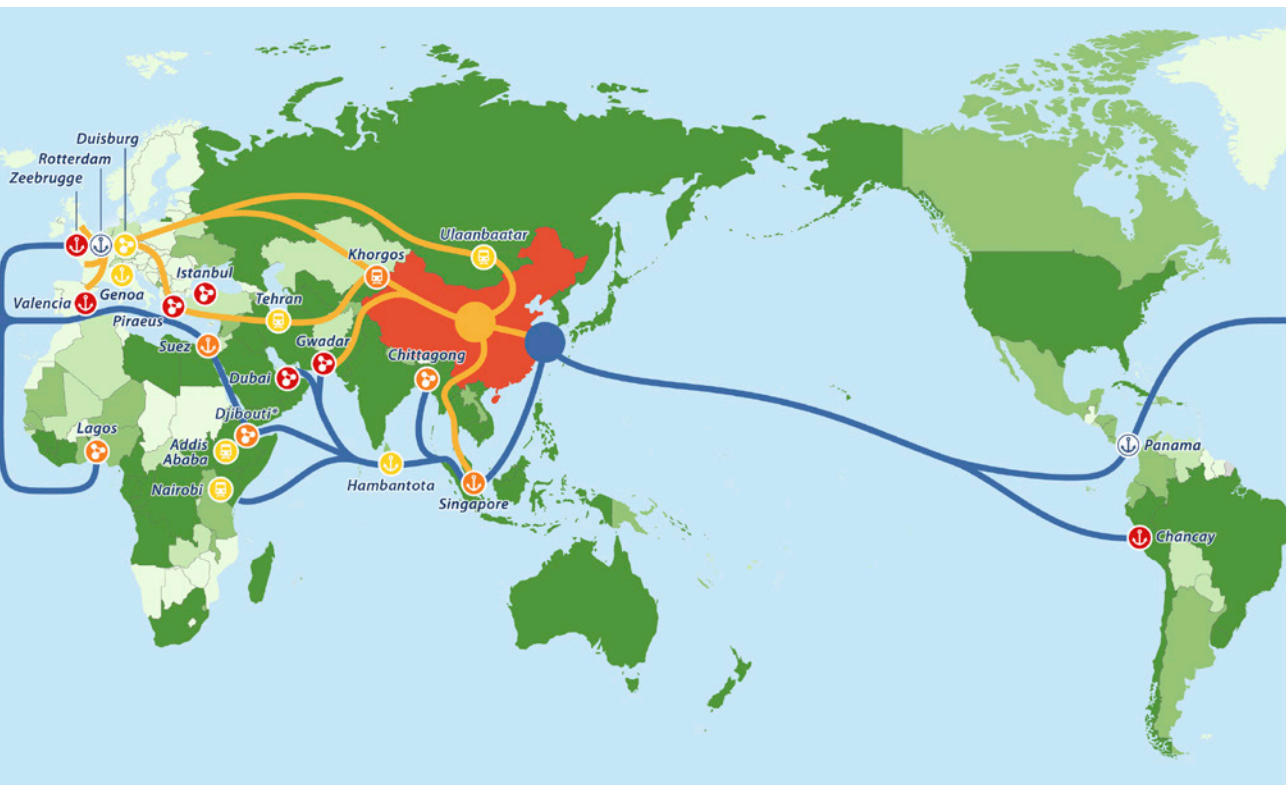 Duisburg
Rotterdam
Zeebrugge
Ulaanbaatar
Khorgos
Istanbul
Tehran
Valencia
Genoa
Piraeus
Suez
Gwadar
Chittagong
Dubai
Djibouti*
Lagos
Addis
Ababa
Nairobi
Hambantota
Singapore
Panama
Chancay